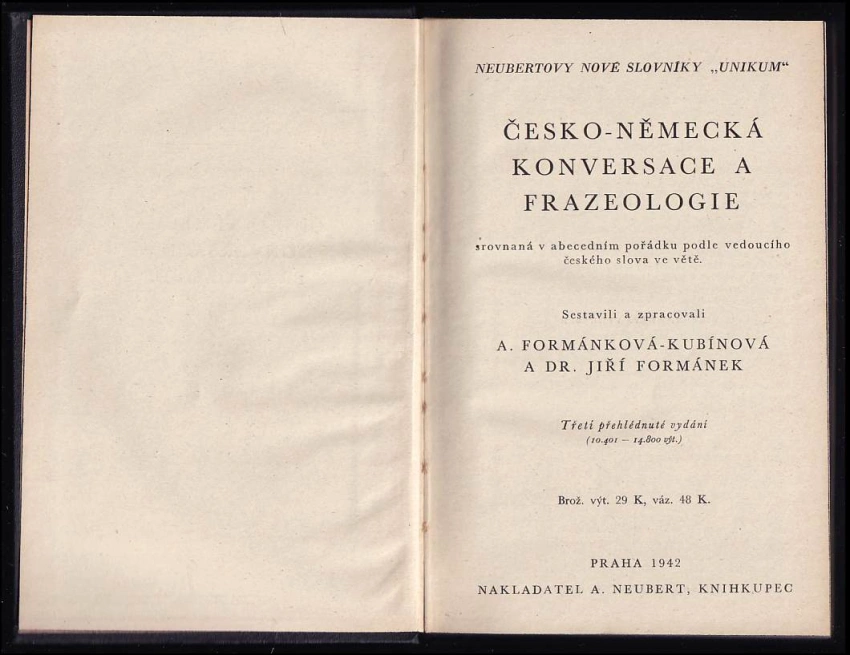 NEUBERTOVY NOVÉ SLOVNÍKY „UNIKUM“
ČESKO-NĚMECKÁ
KONVERSACE A
FRAZEOLOGIE
srovnaná v abecedním pořádku podle vedoucího
českého slova ve větě.
Sestavili a zpracovali
A. FORMÁNKOVÁ-KUBÍNOVÁ
A DR. JIŘÍ FORMÁNEK
Třetí přehlédnuté vydání
(10.401 — 14.800 výt.)
Brož. výt. 29 K, váz. 48 K.
PRAHA 1942
NAKLADATEL A. NEUBERT, KNIHKUPEC